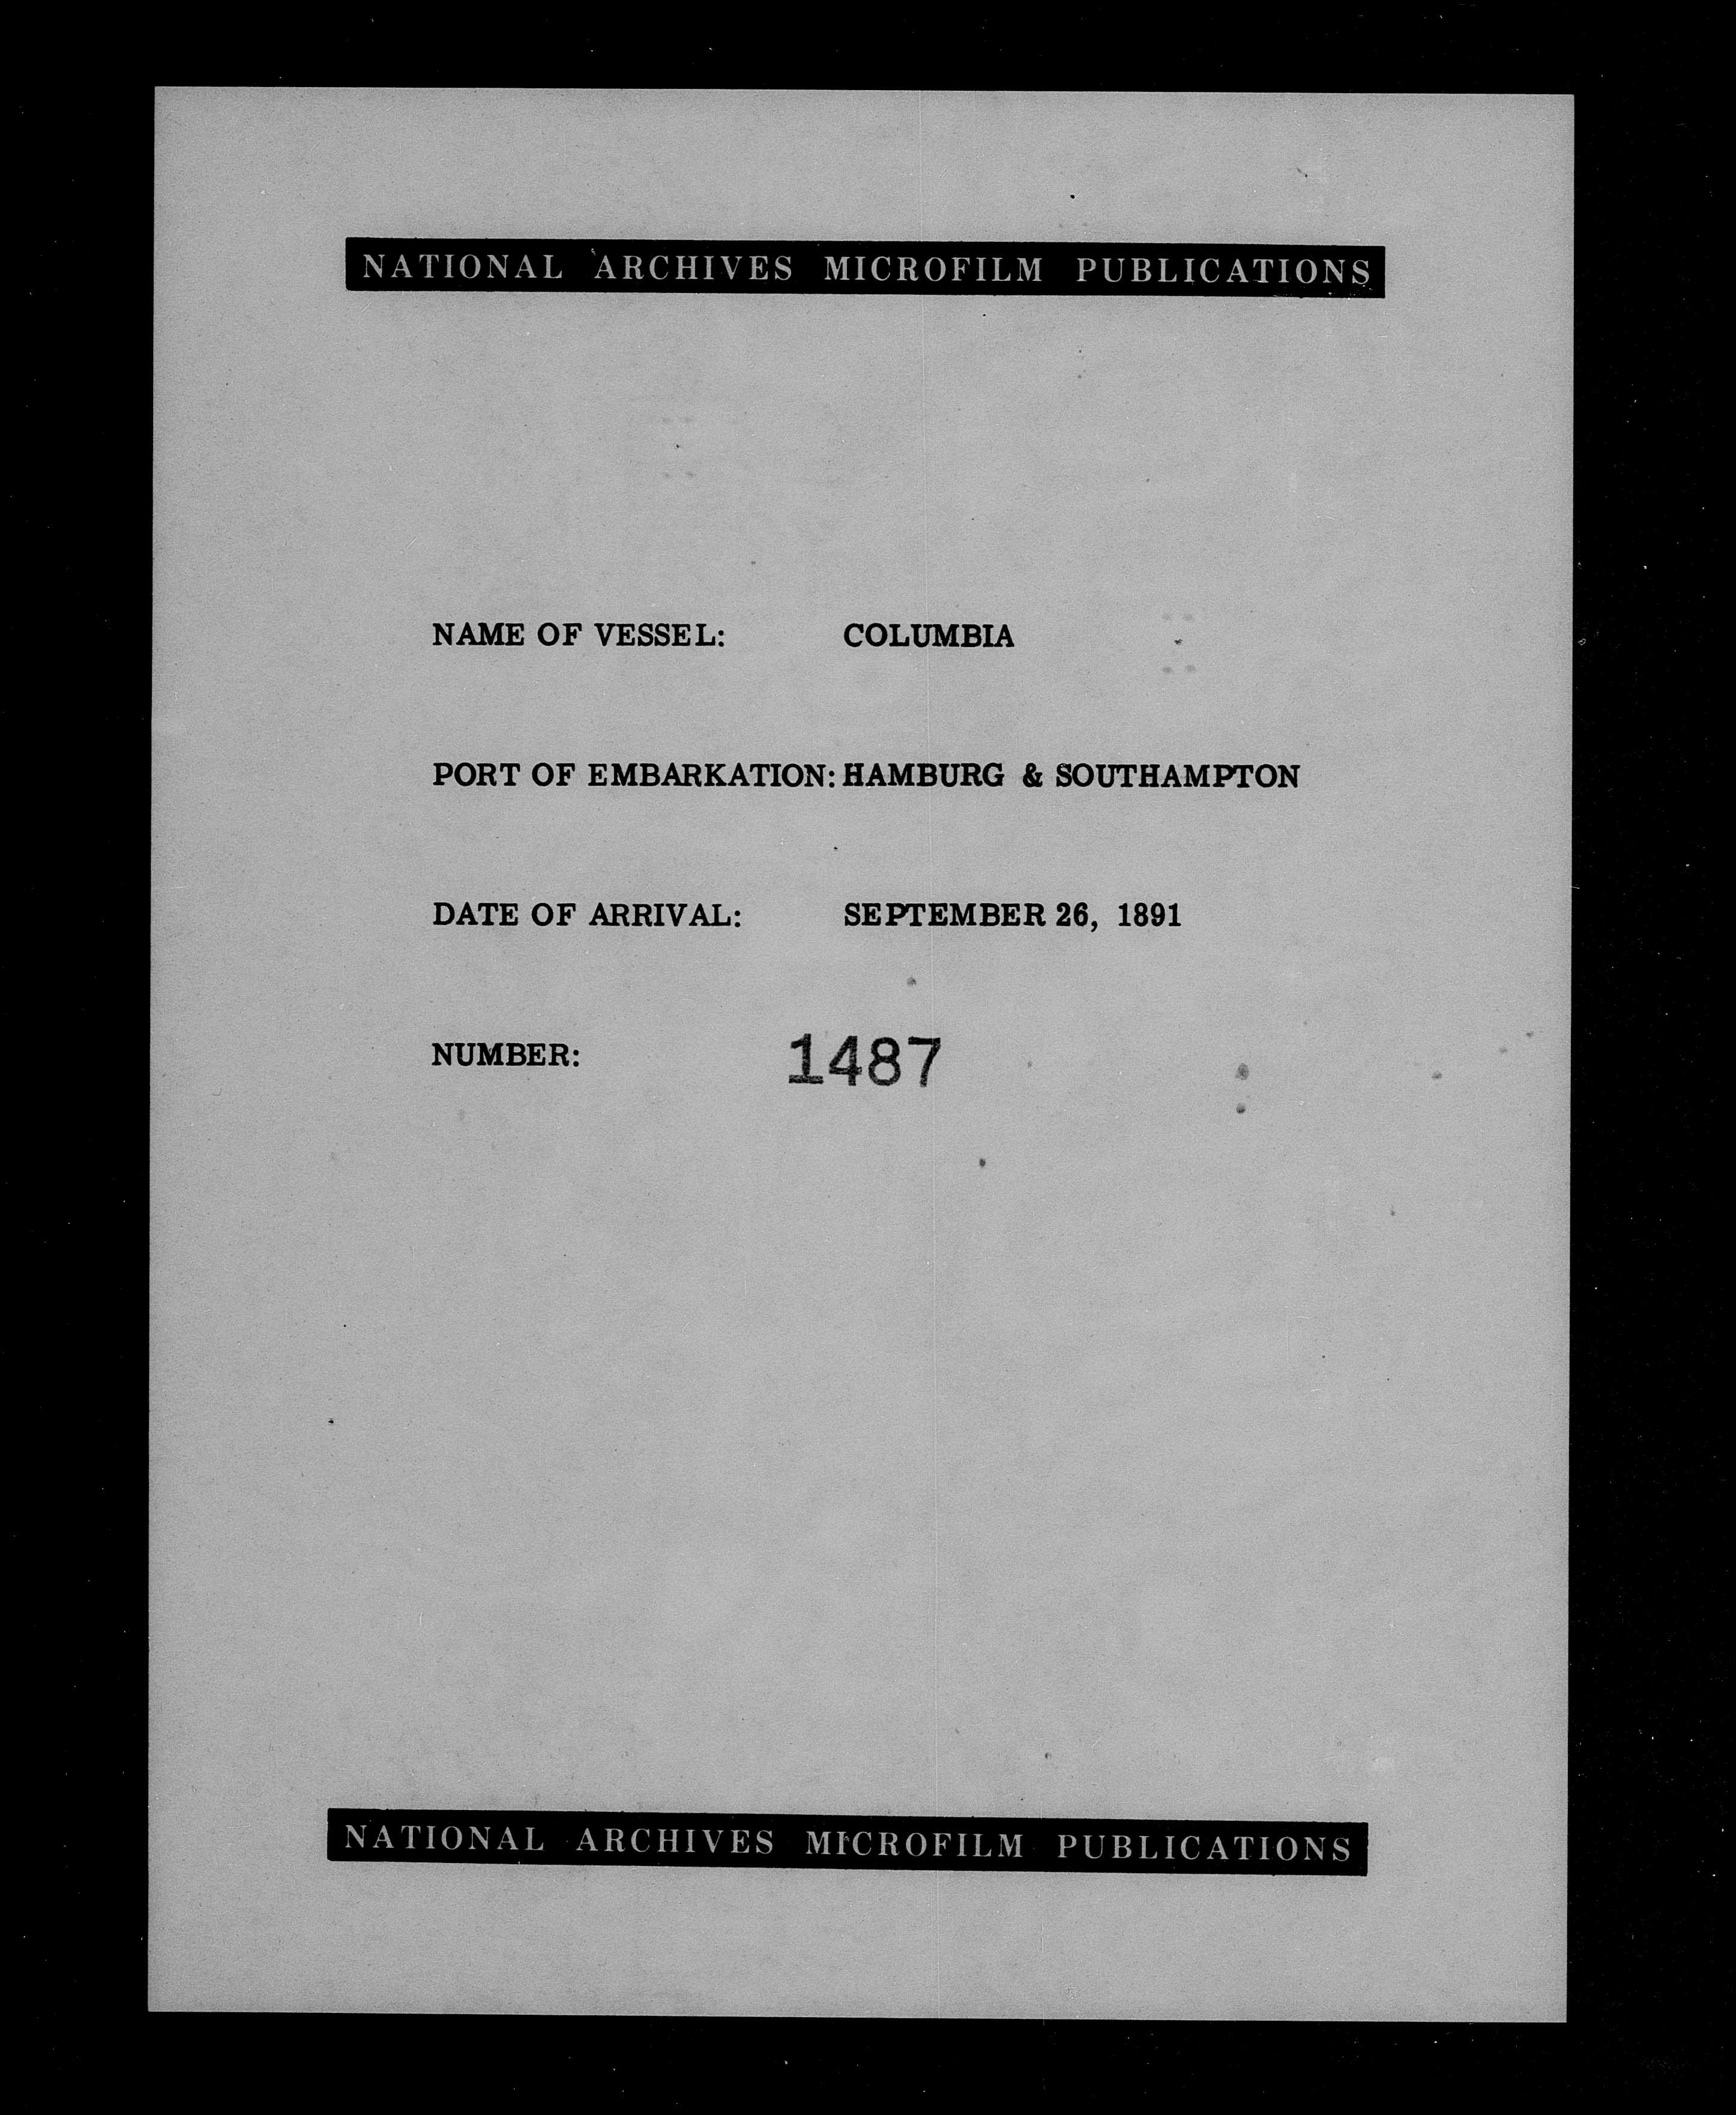 NATIONAL ARCHIVES MICROFILM PUBLICATIONS
NAME OF VESSEL: COLUMBIA
PORT OF EMBARKATION: HAMBURG & SOUTHAMPTON
DATE OF ARRIVAL: SEPTEMBER 26, 1891
NUMBER: 1487
NATIONAL ARCHIVES MICROFILM PUBLICATIONS